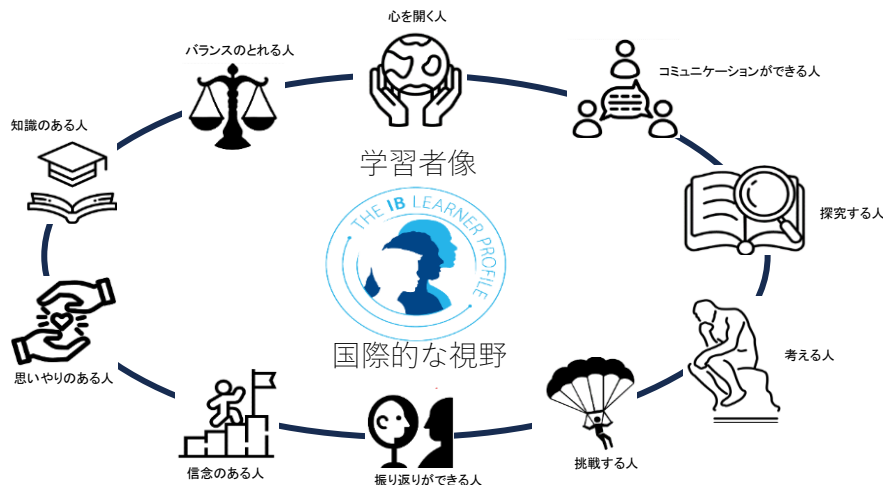 心を開く人
バランスのとれる人
コミュニケーションができる人
知識のある人
学習者像
THE IB LEARNER PROFILE
探究する人
国際的な視野
考える人
思いやりのある人
信念のある人
挑戦する人
振り返りができる人